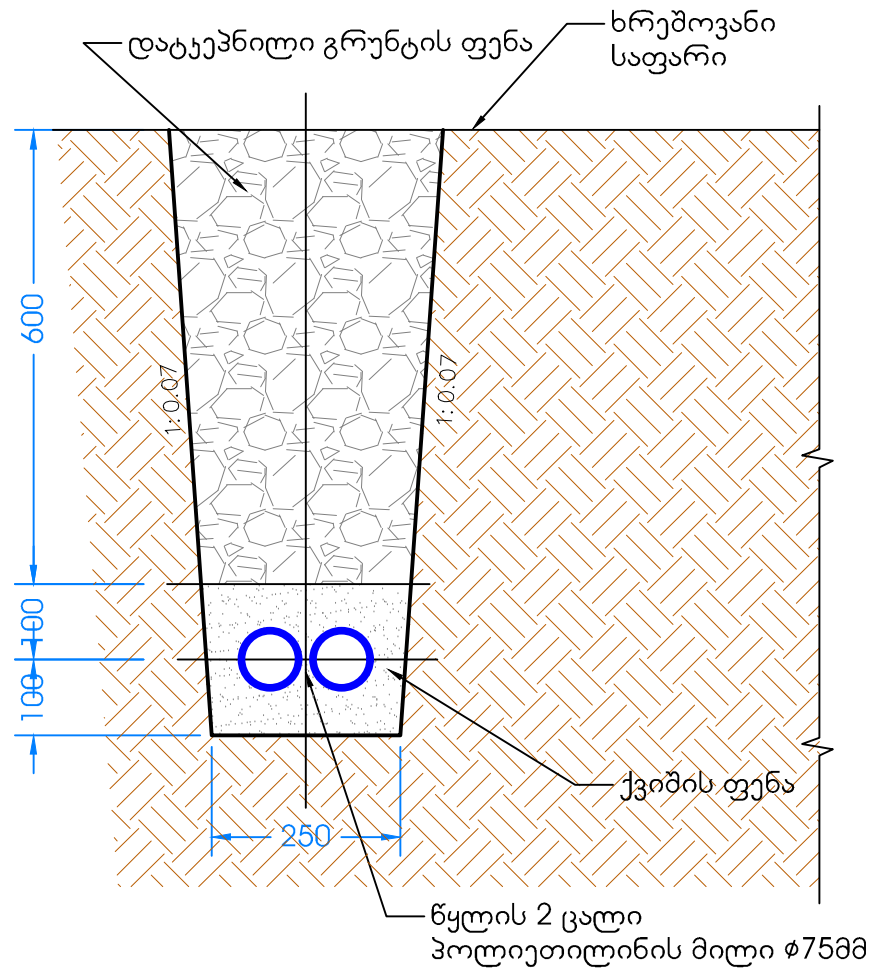 დატკეპნილი გრუნტის ფენა
ხრეშოვანი
საფარი
600
1:0.07
1:0.07
100
100
250
ქვიშის ფენა
წყლის 2 ცალი
პოლიეთილინის მილი ⌀75მმ